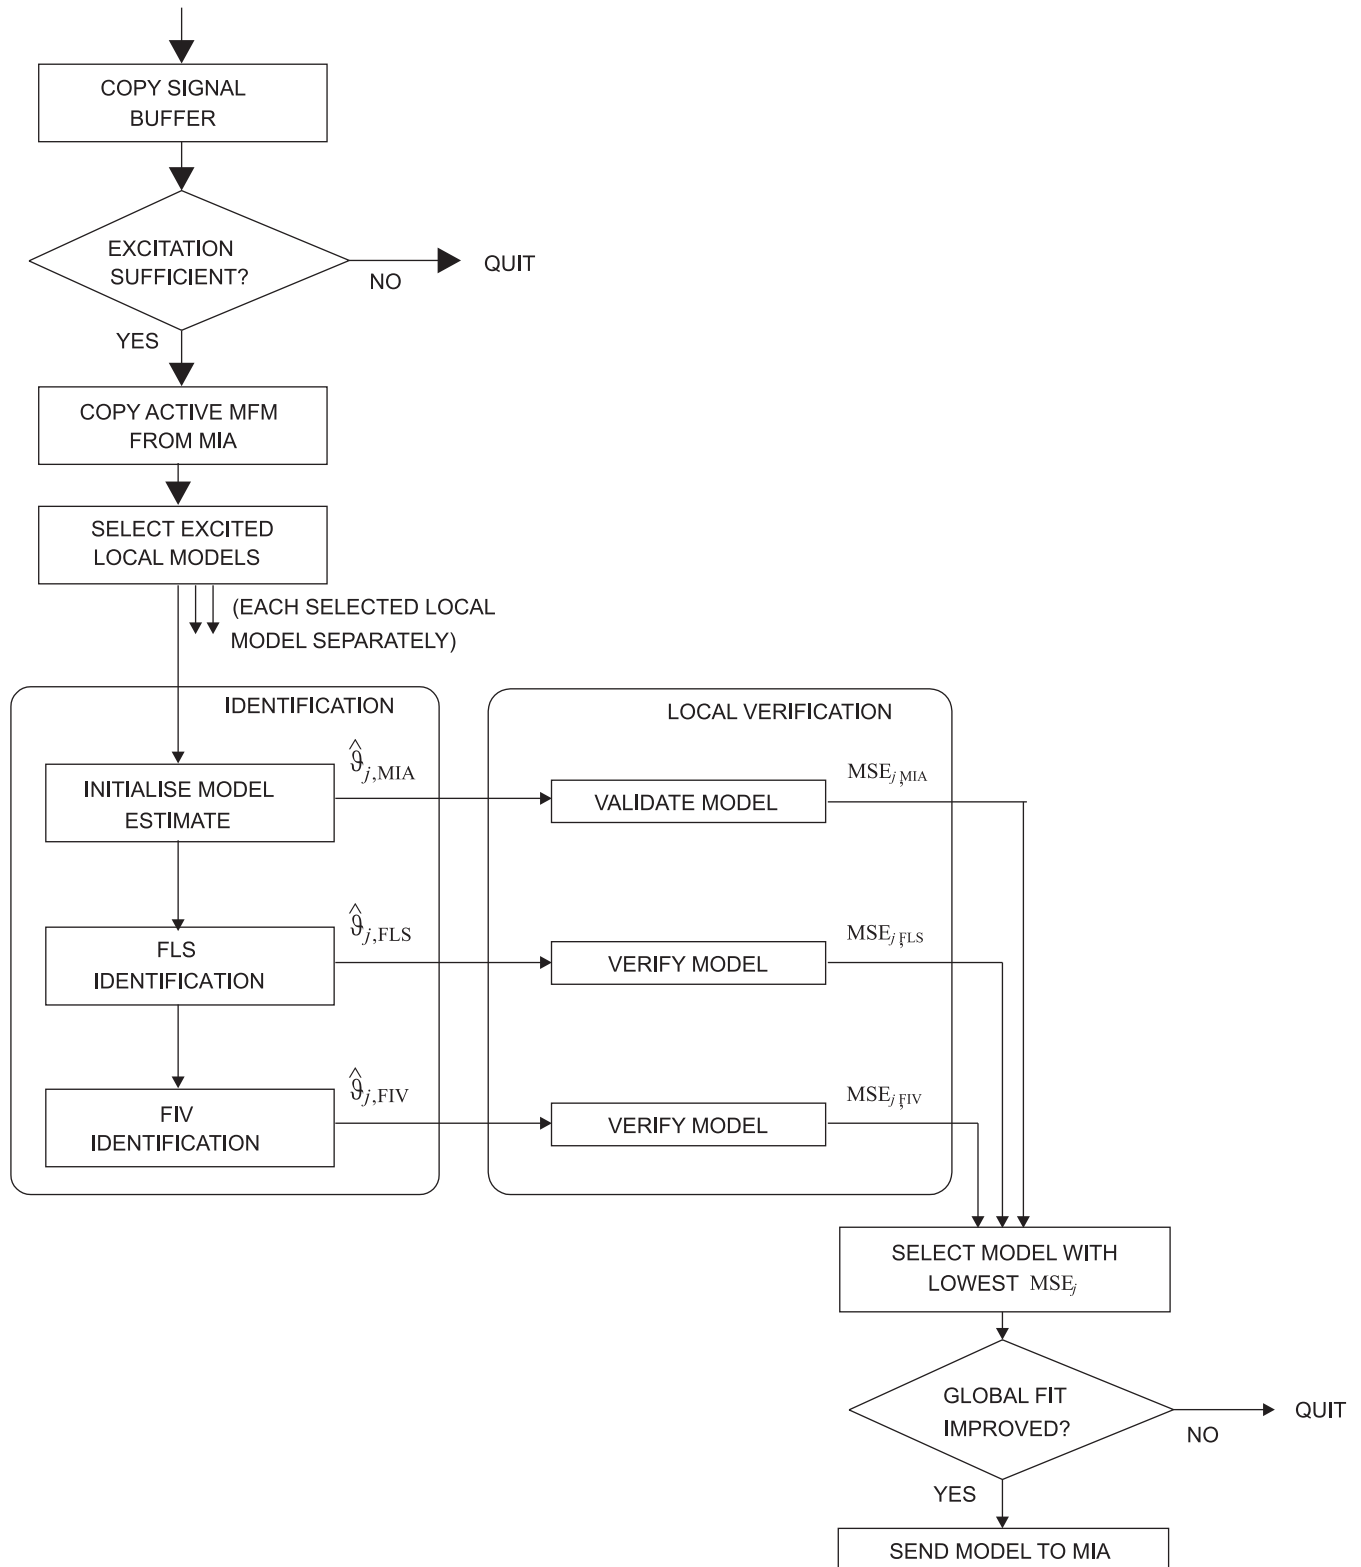 COPY SIGNAL
BUFFER
EXCITATION
SUFFICIENT?
NO
QUIT
YES
COPY ACTIVE MFM
FROM MIA
SELECT EXCITED
LOCAL MODELS
(EACH SELECTED LOCAL
MODEL SEPARATELY)
IDENTIFICATION
LOCAL VERIFICATION
INITIALISE MODEL
ESTIMATE
ϑ̂j,MIA
VALIDATE MODEL
MSEj,MIA
FLS
IDENTIFICATION
ϑ̂j,FLS
VERIFY MODEL
MSEj,FLS
FIV
IDENTIFICATION
ϑ̂j,FIV
VERIFY MODEL
MSEj,FIV
SELECT MODEL WITH
LOWEST MSEj
GLOBAL FIT
IMPROVED?
NO
QUIT
YES
SEND MODEL TO MIA